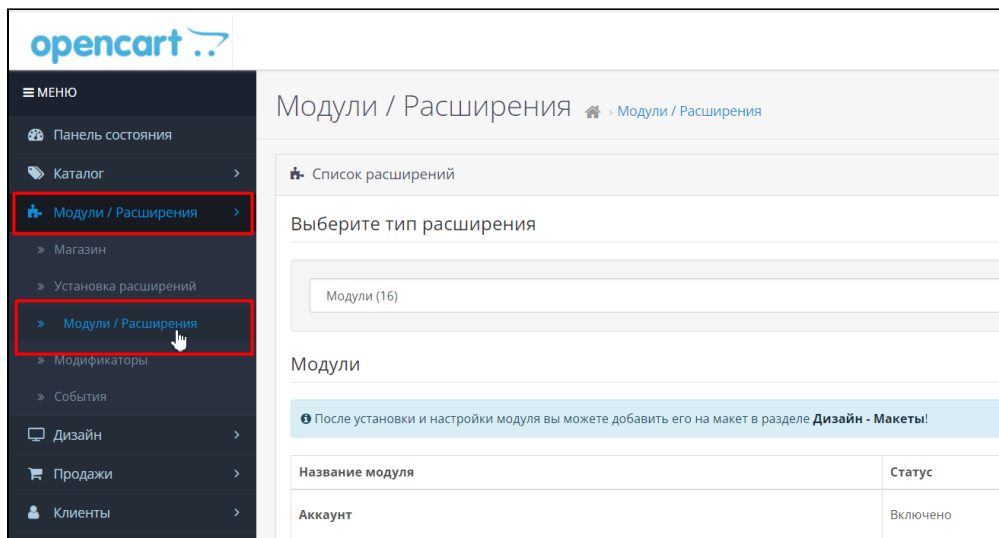 opencart
МЕНЮ
Панель состояния
Каталог
Модули / Расширения
Магазин
Установка расширений
Модули / Расширения
Модификаторы
События
Дизайн
Продажи
Клиенты
Модули / Расширения
Модули / Расширения
Список расширений
Выберите тип расширения
Модули (16)
Модули
После установки и настройки модуля вы можете добавить его на макет в разделе Дизайн - Макеты!
Название модуля Статус
Аккаунт Включено